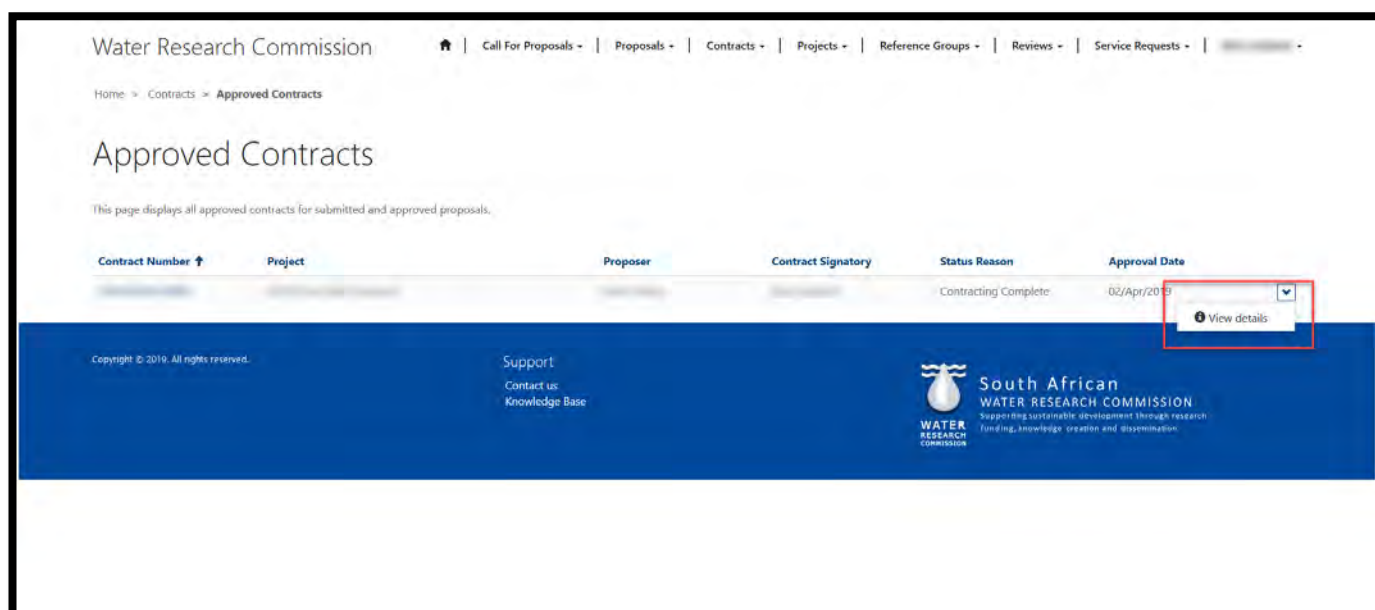 Water Research Commission
Call For Proposals | Proposals | Contracts | Projects | Reference Groups | Reviews | Service Requests |
Home > Contracts > Approved Contracts
Approved Contracts
This page displays all approved contracts for submitted and approved proposals.
Contract Number Project Proposer Contract Signatory Status Reason Approval Date
Contracting Complete 02/Apr/2019
View details
Copyright © 2019. All rights reserved.
Support
Contact us
Knowledge Base
WATER
RESEARCH
COMMISSION
South African
WATER RESEARCH COMMISSION
Supporting sustainable development through research
funding, knowledge creation and dissemination